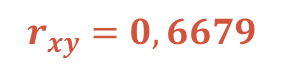 r_xy = 0,6679